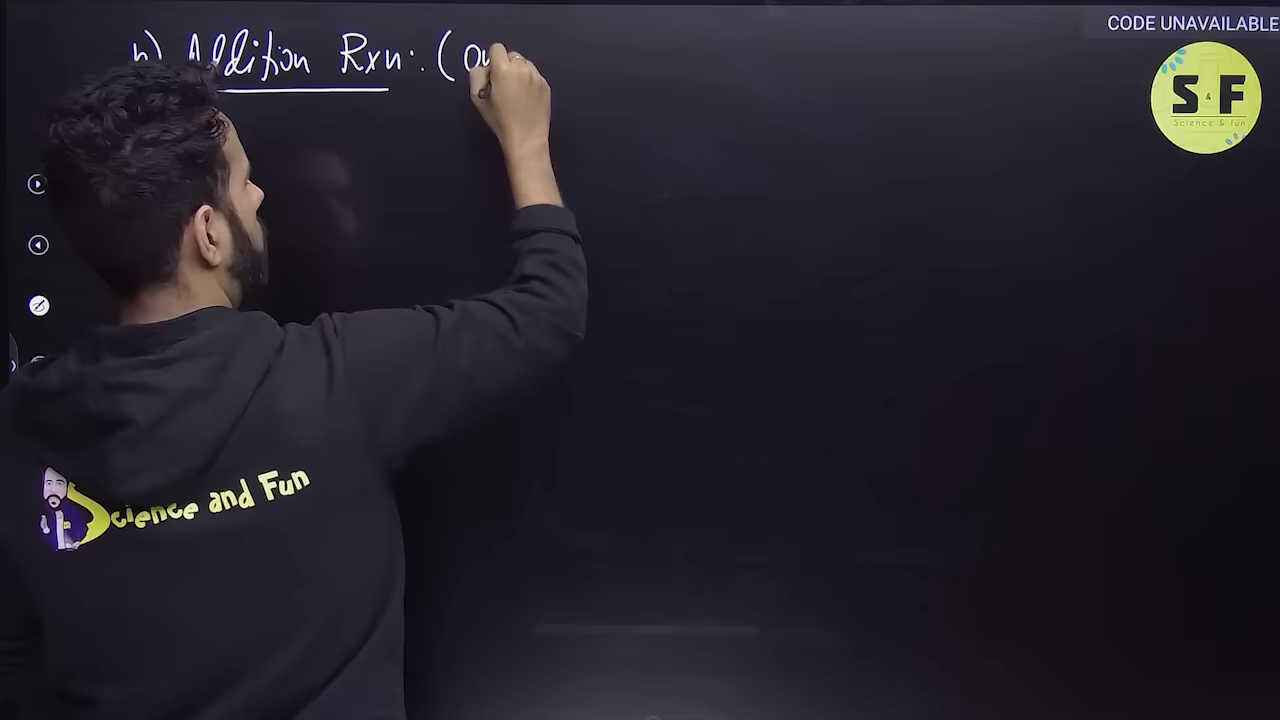 CODE UNAVAILABLE
b) Addition Rxn: (
S & F
Science & fun
Science and Fun